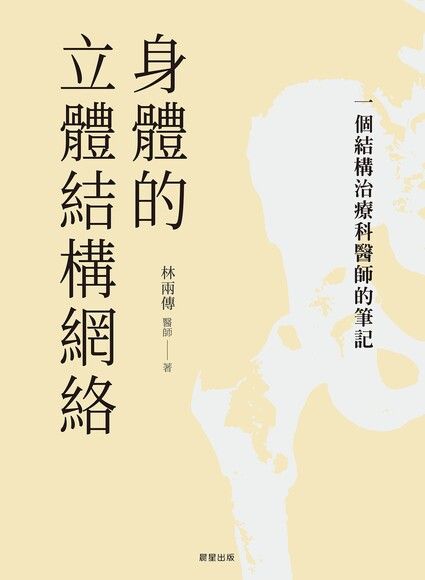 一個結構治療科醫師的筆記
身體的
立體結構網絡
林兩傳 醫師——著
晨星出版